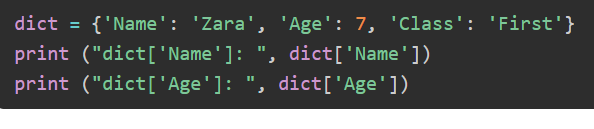 dict = {'Name': 'Zara', 'Age': 7, 'Class': 'First'}
print ("dict['Name']: ", dict['Name'])
print ("dict['Age']: ", dict['Age'])